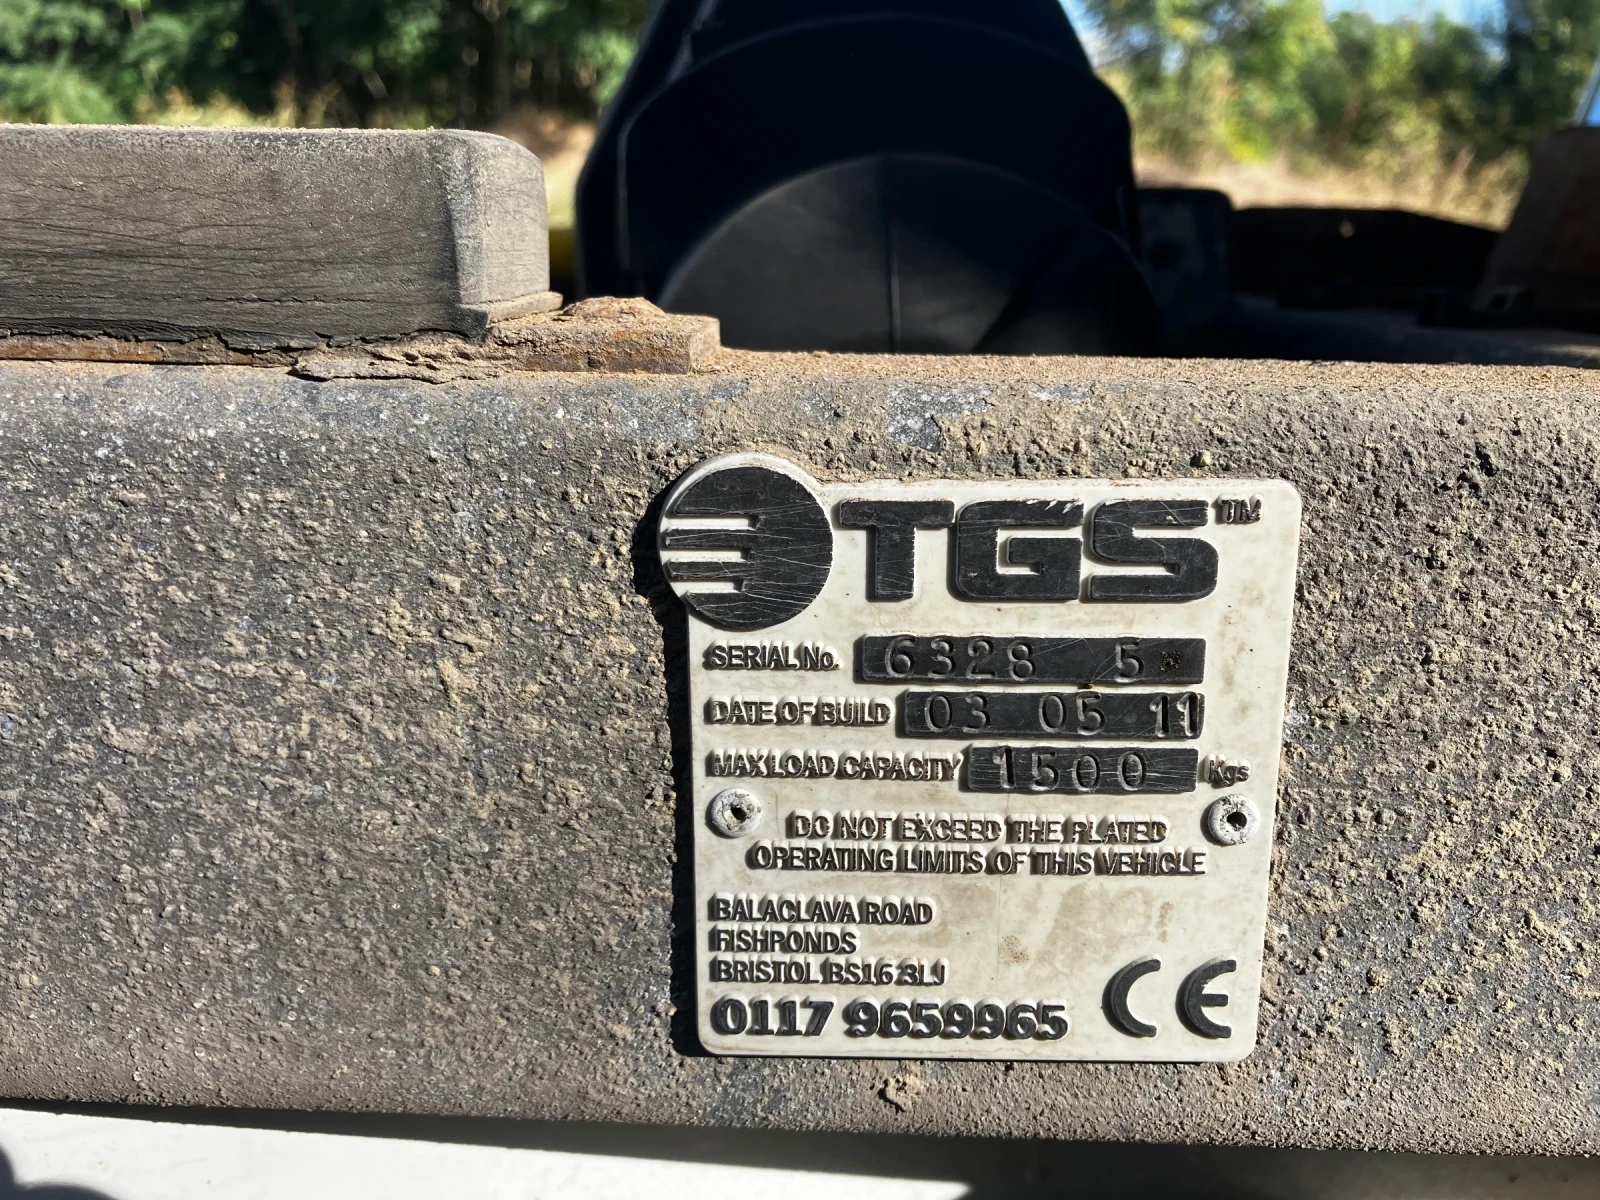 TGS™
SERIAL No. 6328 5
DATE OF BUILD 03 05 11
MAX LOAD CAPACITY 1500 Kgs
DO NOT EXCEED THE PLATED
OPERATING LIMITS OF THIS VEHICLE
BALACLAVA ROAD
FISHPONDS
BRISTOL BS16 3LJ
0117 9659965
CE